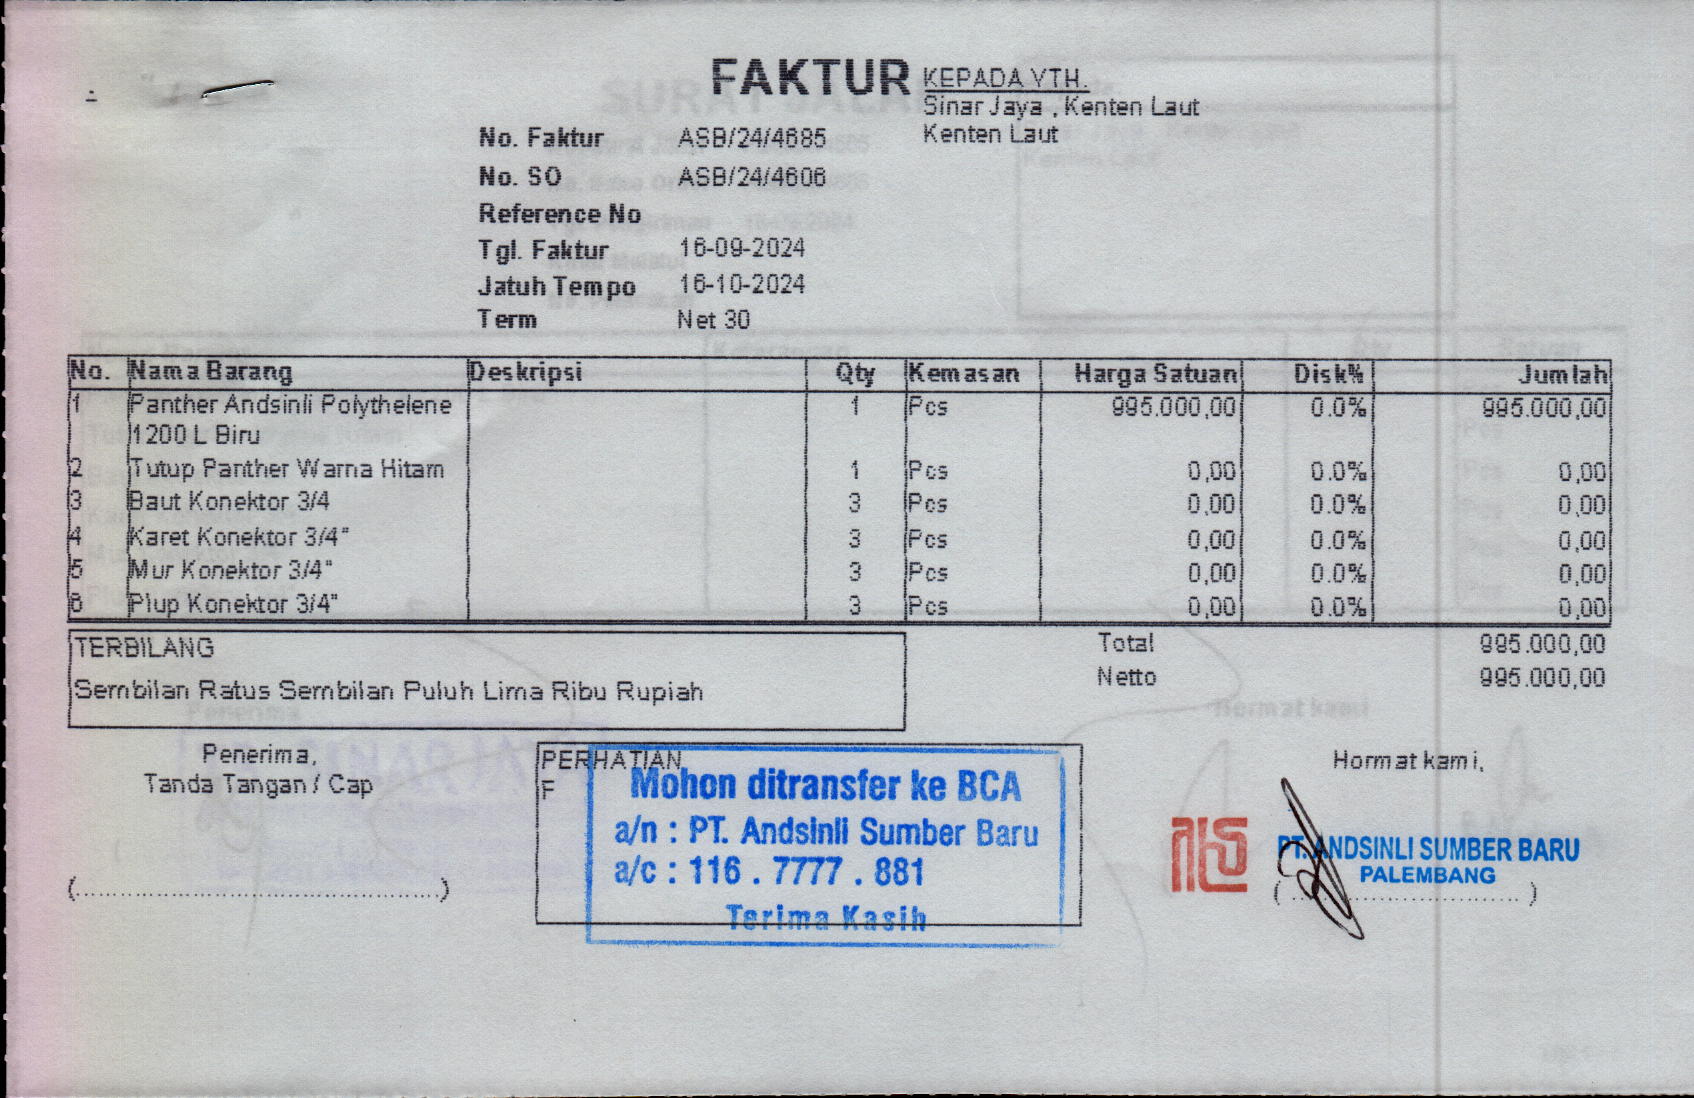 FAKTUR
KEPADA YTH.
Sinar Jaya , Kenten Laut
Kenten Laut
No. Faktur ASB/24/4685
No. SO ASB/24/4606
Reference No
Tgl. Faktur 16-09-2024
Jatuh Tempo 16-10-2024
Term Net 30
No. Nama Barang Deskripsi Qty Kemasan Harga Satuan Disk% Jumlah
1 Panther Andsinli Polythelene 1 Pcs 995.000,00 0.0% 995.000,00
1200 L Biru
2 Tutup Panther Warna Hitam 1 Pcs 0,00 0.0% 0,00
3 Baut Konektor 3/4 3 Pcs 0,00 0.0% 0,00
4 Karet Konektor 3/4" 3 Pcs 0,00 0.0% 0,00
5 Mur Konektor 3/4" 3 Pcs 0,00 0.0% 0,00
6 Plup Konektor 3/4" 3 Pcs 0,00 0.0% 0,00
TERBILANG
Sembilan Ratus Sembilan Puluh Lima Ribu Rupiah
Total 995.000,00
Netto 995.000,00
Penerima,
Tanda Tangan / Cap
(..........................................)
PERHATIAN
F
Mohon ditransfer ke BCA
a/n : PT. Andsinli Sumber Baru
a/c : 116 . 7777 . 881
Terima Kasih
Hormat kami,
PT. ANDSINLI SUMBER BARU
PALEMBANG
(..........................................)